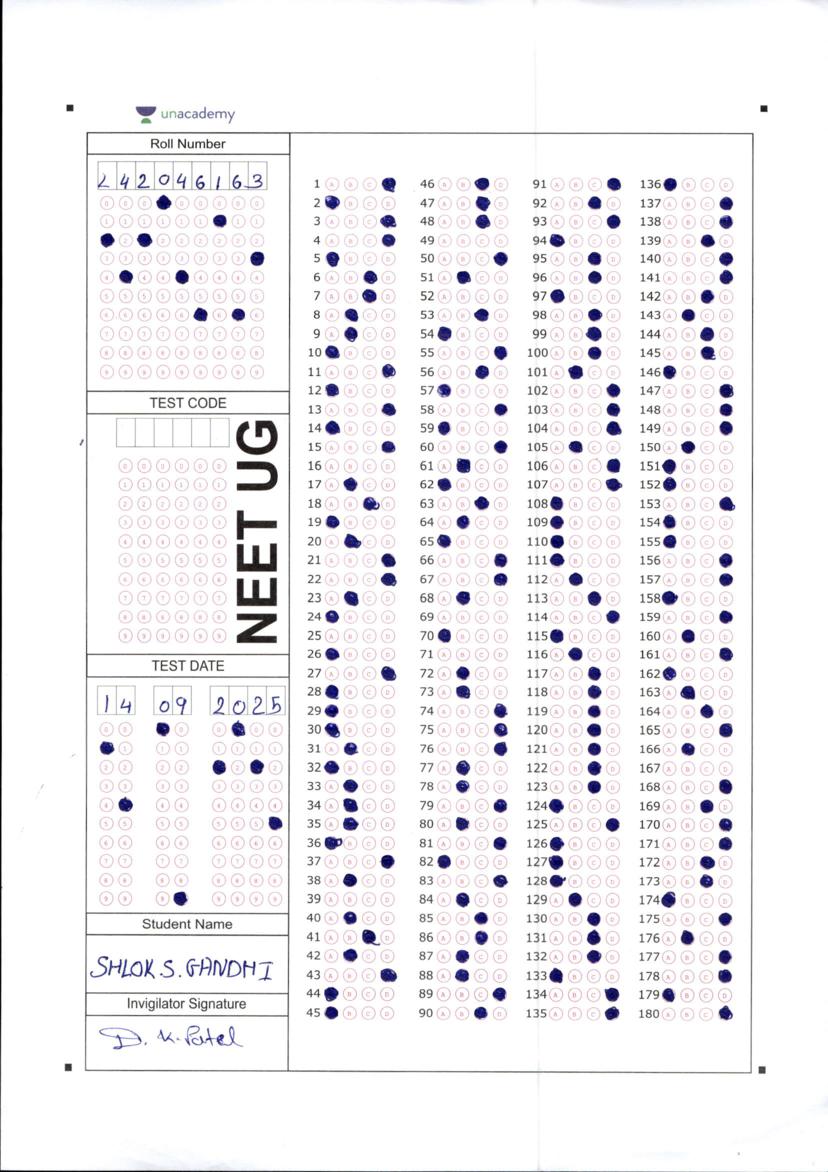 unacademy
Roll Number
2 4 2 0 4 6 1 6 3
TEST CODE
NEET UG
TEST DATE
14 09 2025
Student Name
SHLOK.S.GANDHI
Invigilator Signature
D. K. Patel
1 A B C
2 B C D
3 A B C
4 A B C
5 B C D
6 A B D
7 A B D
8 A C D
9 A C D
10 B C D
11 A B C
12 B C D
13 A B C
14 B C D
15 A B C
16 A B C D
17 A C D
18 A B D
19 B C D
20 A C D
21 A B C
22 A B C
23 A C D
24 B C D
25 A B C D
26 B C D
27 A B C
28 B C D
29 B C D
30 B C D
31 A C D
32 B C D
33 A C D
34 A C D
35 A C D
36 B C D
37 A B C
38 A C D
39 A B C D
40 A C D
41 A B D
42 A C D
43 A B C
44 B C D
45 B C D
46 A B D
47 A B D
48 A B D
49 A B C D
50 A B C
51 A C D
52 A B C D
53 A B D
54 B C D
55 A B C
56 A B D
57 B C D
58 A B C
59 B C D
60 A B C
61 A C D
62 B C D
63 A B D
64 A C D
65 B C D
66 A B C
67 A B C
68 A C D
69 A B C D
70 B C D
71 A B C D
72 A C D
73 A C D
74 A B C
75 A B C
76 A B C
77 A C D
78 A C D
79 A B C
80 A C D
81 A B C
82 B C D
83 A B C
84 A C D
85 A B D
86 A B D
87 A C D
88 A C D
89 A B C
90 A B D
91 A B C
92 A B D
93 A B C
94 B C D
95 A B D
96 A B D
97 B C D
98 A B D
99 A B D
100 A B D
101 A C D
102 A B C
103 A B C
104 A B C
105 A C D
106 A B C
107 A B C
108 B C D
109 B C D
110 B C D
111 B C D
112 A C D
113 A B D
114 A B C
115 B C D
116 A C D
117 A B D
118 A B D
119 A B D
120 A B D
121 A B D
122 A B D
123 A B D
124 B C D
125 A B C
126 B C D
127 B C D
128 B C D
129 A C D
130 A B D
131 A B D
132 A B D
133 B C D
134 A B C
135 A B C
136 B C D
137 A B C
138 A B C
139 A B D
140 A B C
141 A B C
142 A B D
143 A C D
144 A B D
145 A B D
146 B C D
147 A B C
148 A B C
149 A B C
150 A C D
151 B C D
152 B C D
153 A B C
154 B C D
155 B C D
156 A B C
157 A B C
158 B C D
159 A B C
160 A C D
161 A B C
162 B C D
163 A C D
164 A B D
165 A B C
166 A C D
167 A B C D
168 A B C
169 A B D
170 A B C
171 A B C
172 A B D
173 A B D
174 B C D
175 A B C
176 A C D
177 A B C
178 A B C
179 B C D
180 A B C